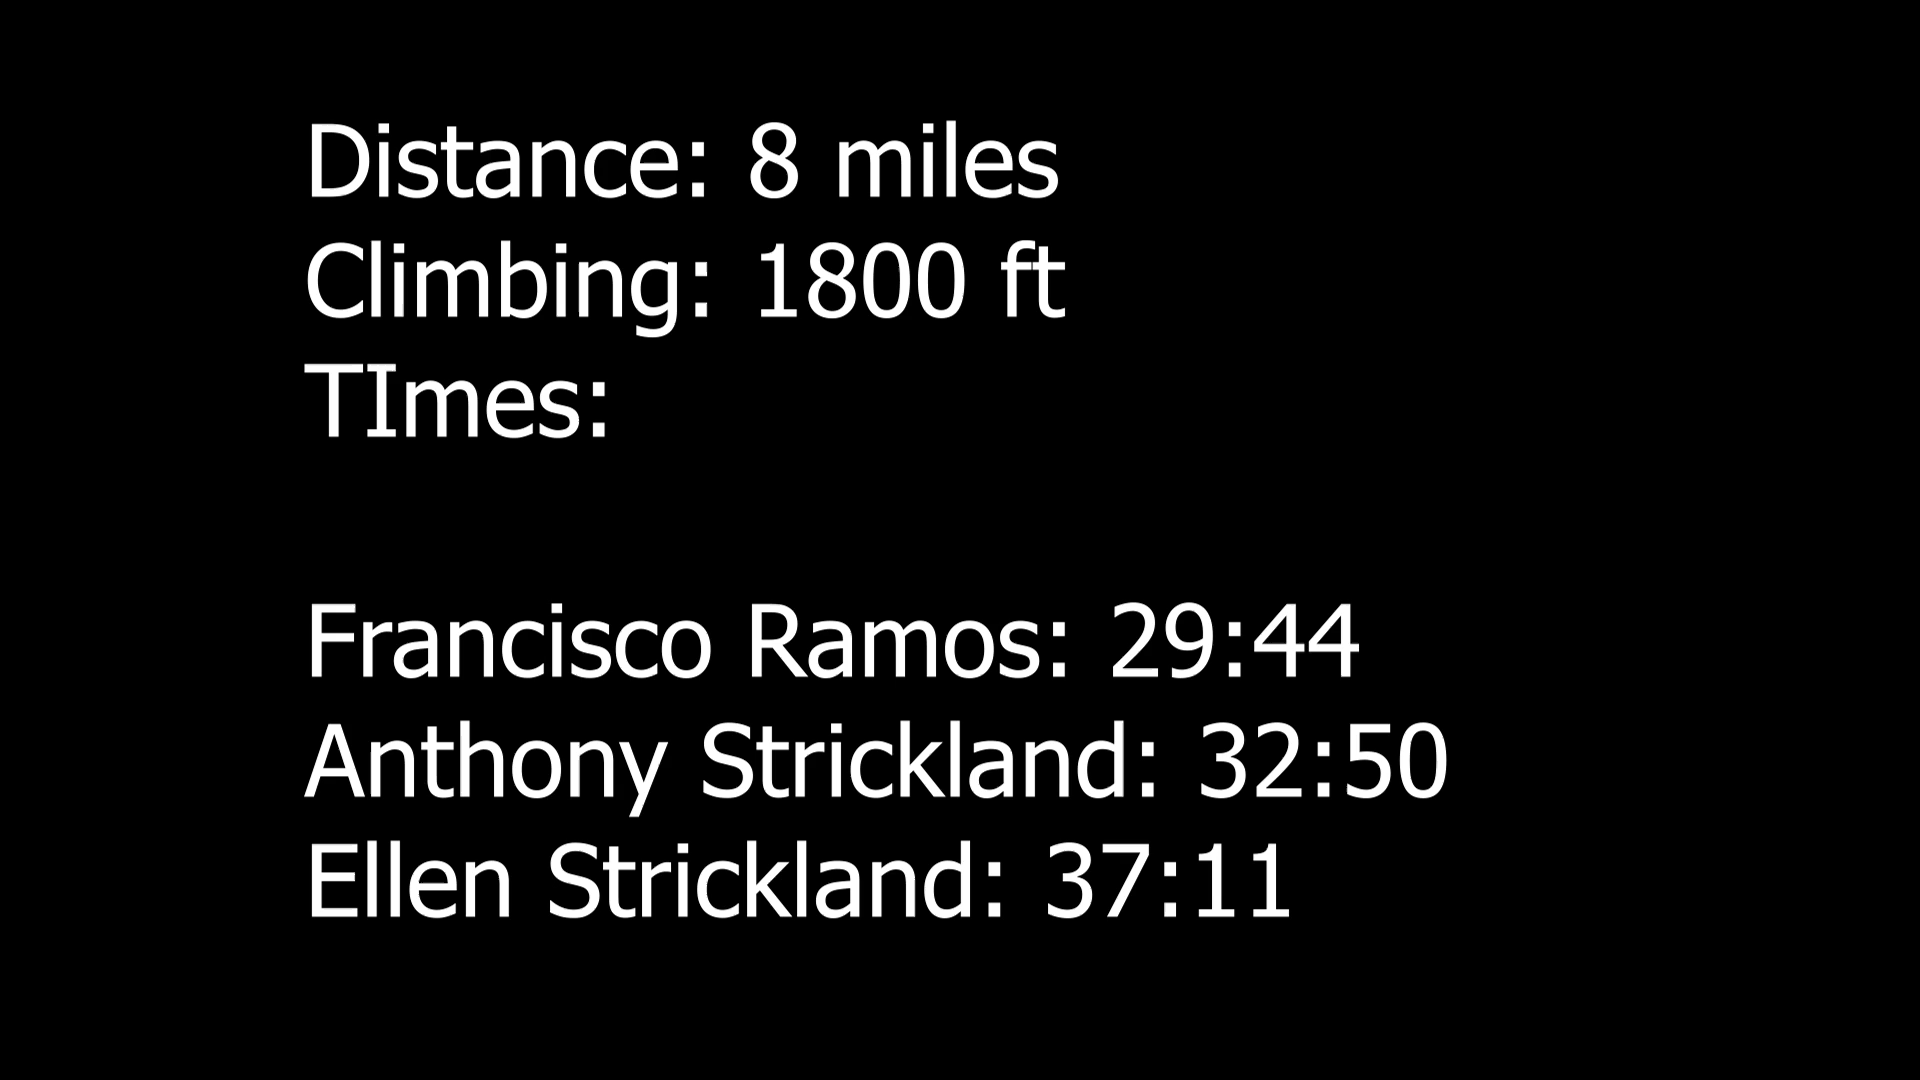 Distance: 8 miles
Climbing: 1800 ft
TImes:
Francisco Ramos: 29:44
Anthony Strickland: 32:50
Ellen Strickland: 37:11